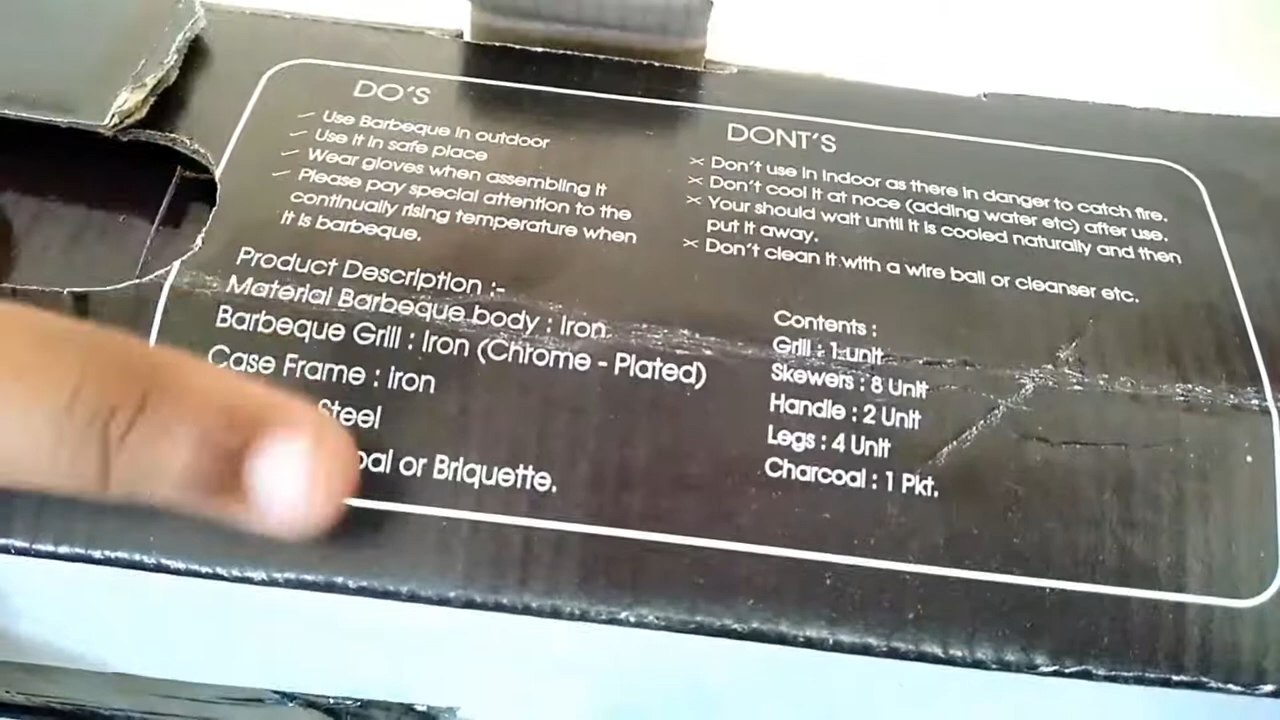 DO'S
Use Barbeque in outdoor
Use it in safe place
Wear gloves when assembling it
Please pay special attention to the
continually rising temperature when
it is barbeque.
Product Description :-
Material Barbeque body : Iron
Barbeque Grill : Iron (Chrome - Plated)
Case Frame : Iron
Steel
or Briquette.
DONT'S
Don't use in Indoor as there in danger to catch fire.
Don't cool it at noce (adding water etc) after use.
Your should wait until it is cooled naturally and then
put it away.
Don't clean it with a wire ball or cleanser etc.
Contents :
Grill : 1 unit
Skewers : 8 Unit
Handle : 2 Unit
Legs : 4 Unit
Charcoal : 1 Pkt.